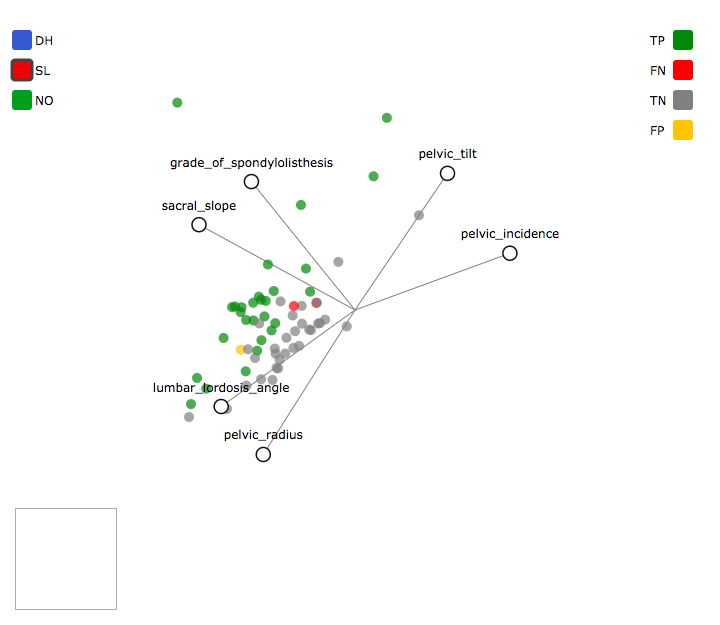 DH
SL
NO
TP
FN
TN
FP
grade_of_spondylolisthesis
pelvic_tilt
sacral_slope
pelvic_incidence
lumbar_lordosis_angle
pelvic_radius